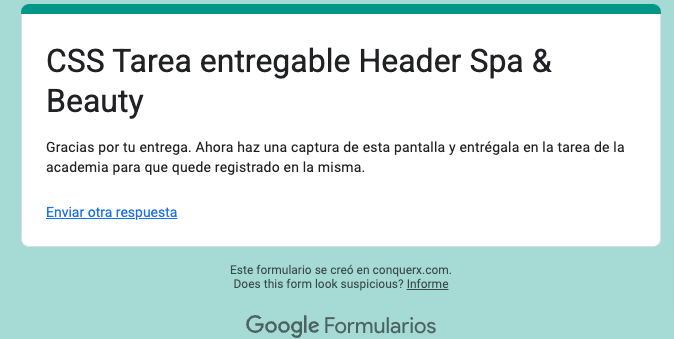 CSS Tarea entregable Header Spa &
Beauty
Gracias por tu entrega. Ahora haz una captura de esta pantalla y entrégala en la tarea de la
academia para que quede registrado en la misma.
Enviar otra respuesta
Este formulario se creó en conquerx.com.
Does this form look suspicious? Informe
Google Formularios